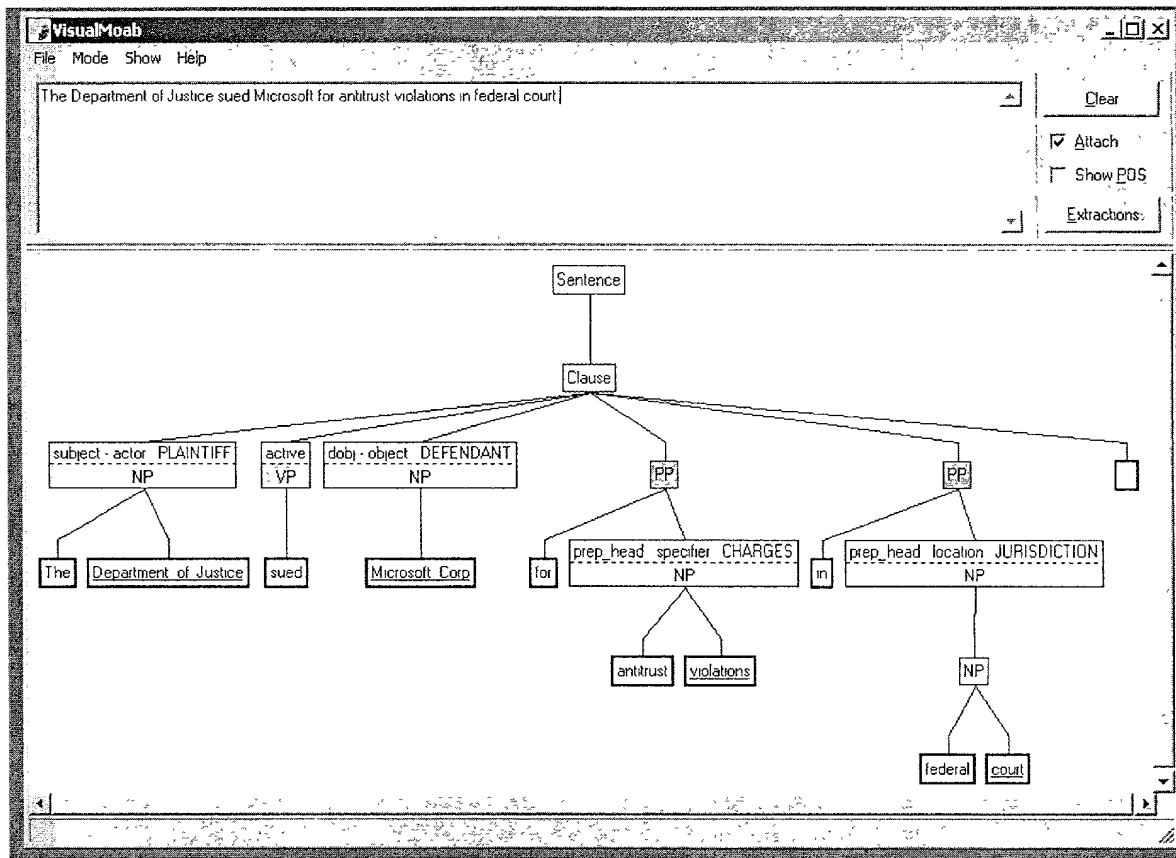 VisualMoab
File Mode Show Help
The Department of Justice sued Microsoft for antitrust violations in federal court
Clear
Attach
Show POS
Extractions
Sentence
Clause
subject - actor PLAINTIFF active dobj - object DEFENDANT
NP VP NP PP PP
The Department of Justice sued Microsoft Corp for prep_head specifier CHARGES in prep_head location JURISDICTION
NP NP
antitrust violations NP
federal court